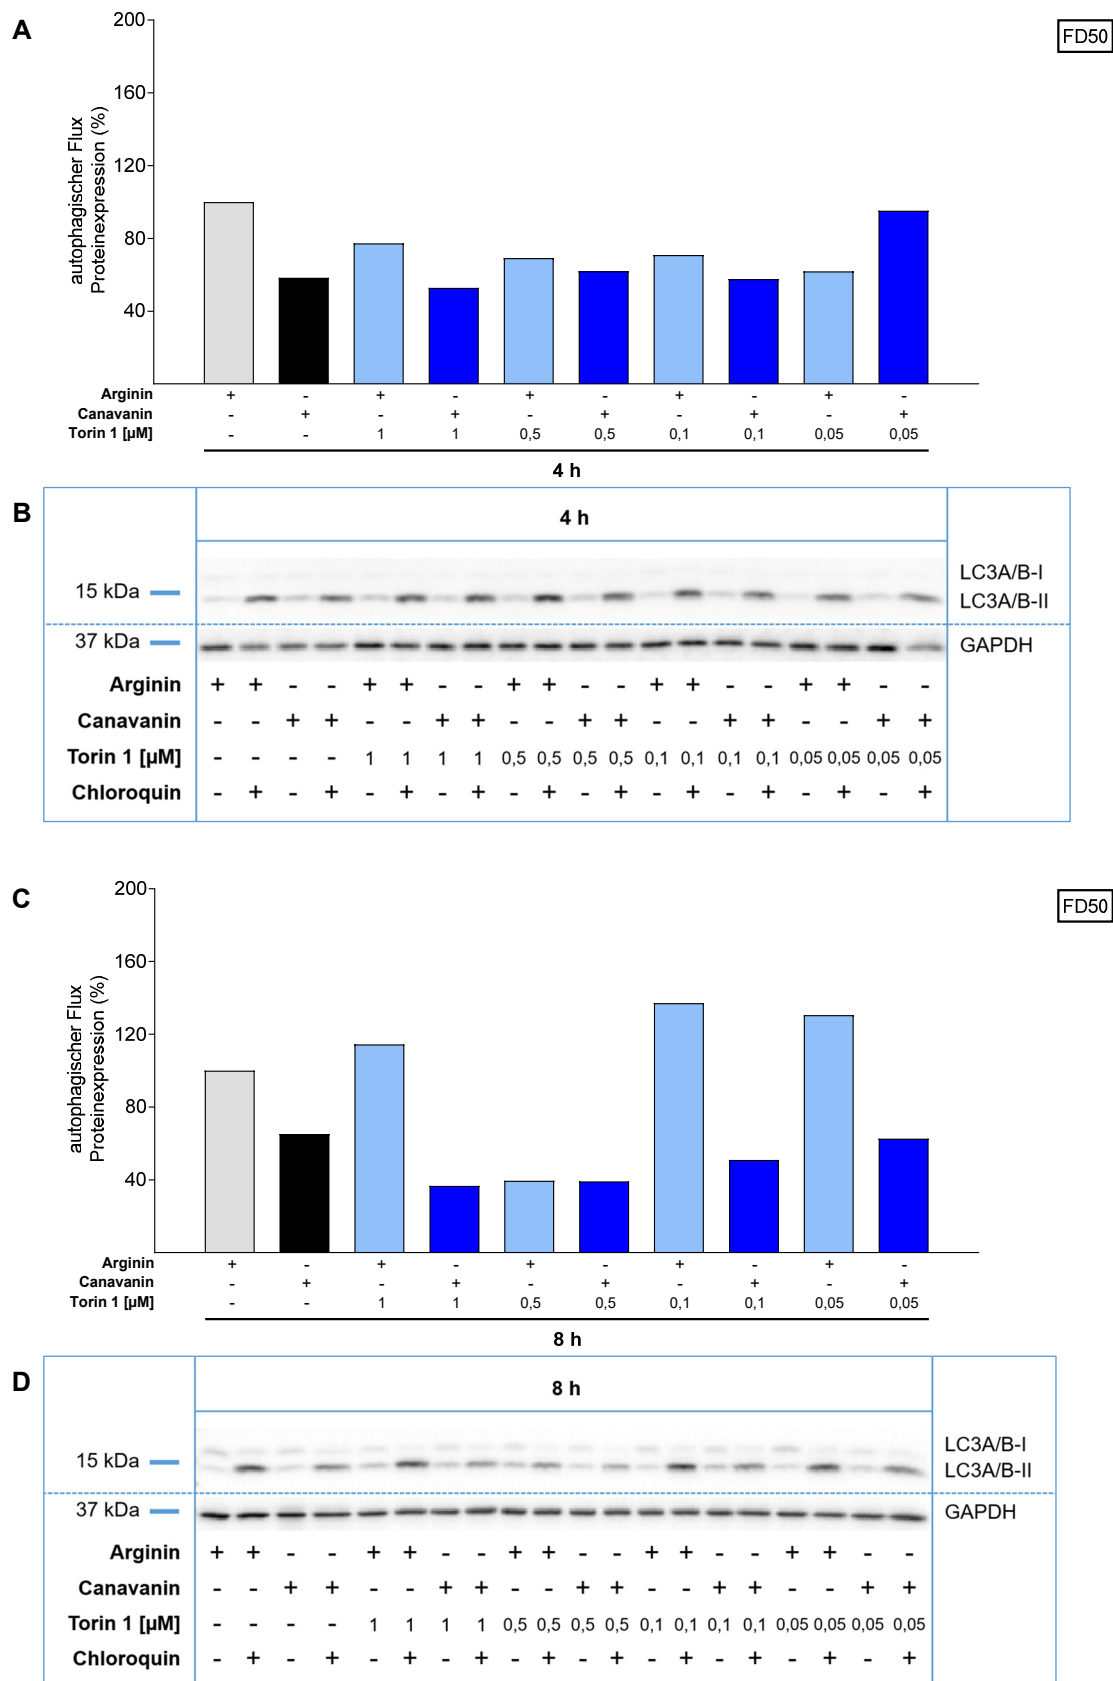 A
FD50
200
160
120
80
40
autophagischer Flux
Proteinexpression (%)
Arginin + - + - + - + - + -
Canavanin - + - + - + - + - +
Torin 1 [µM] - - 1 1 0,5 0,5 0,1 0,1 0,05 0,05
4 h
B
4 h
15 kDa
LC3A/B-I
LC3A/B-II
37 kDa
GAPDH
Arginin + + - - + + - - + + - - + + - - + + - -
Canavanin - - + + - - + + - - + + - - + + - - + +
Torin 1 [µM] - - - - 1 1 1 1 0,5 0,5 0,5 0,5 0,1 0,1 0,1 0,1 0,05 0,05 0,05 0,05
Chloroquin - + - + - + - + - + - + - + - + - + - +
C
FD50
200
160
120
80
40
autophagischer Flux
Proteinexpression (%)
Arginin + - + - + - + - + -
Canavanin - + - + - + - + - +
Torin 1 [µM] - - 1 1 0,5 0,5 0,1 0,1 0,05 0,05
8 h
D
8 h
15 kDa
LC3A/B-I
LC3A/B-II
37 kDa
GAPDH
Arginin + + - - + + - - + + - - + + - - + + - -
Canavanin - - + + - - + + - - + + - - + + - - + +
Torin 1 [µM] - - - - 1 1 1 1 0,5 0,5 0,5 0,5 0,1 0,1 0,1 0,1 0,05 0,05 0,05 0,05
Chloroquin - + - + - + - + - + - + - + - + - + - +